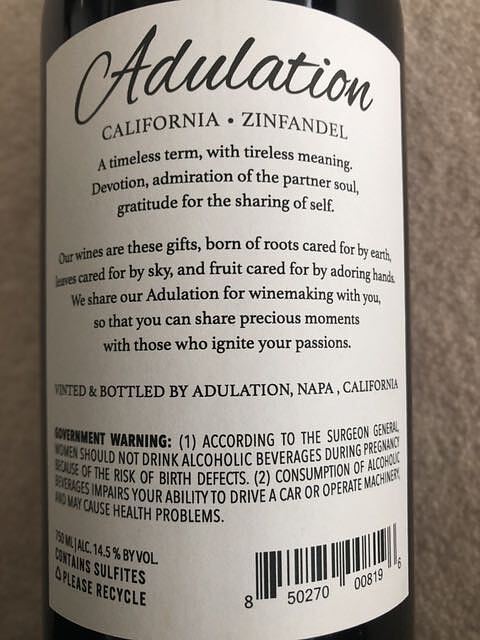 Adulation
CALIFORNIA • ZINFANDEL
A timeless term, with tireless meaning.
Devotion, admiration of the partner soul,
gratitude for the sharing of self.
Our wines are these gifts, born of roots cared for by earth,
leaves cared for by sky, and fruit cared for by adoring hands.
We share our Adulation for winemaking with you,
so that you can share precious moments
with those who ignite your passions.
VINTED & BOTTLED BY ADULATION, NAPA , CALIFORNIA
GOVERNMENT WARNING: (1) ACCORDING TO THE SURGEON GENERAL,
WOMEN SHOULD NOT DRINK ALCOHOLIC BEVERAGES DURING PREGNANCY
BECAUSE OF THE RISK OF BIRTH DEFECTS. (2) CONSUMPTION OF ALCOHOLIC
BEVERAGES IMPAIRS YOUR ABILITY TO DRIVE A CAR OR OPERATE MACHINERY,
AND MAY CAUSE HEALTH PROBLEMS.
750 ML | ALC. 14.5 % BY VOL.
CONTAINS SULFITES
PLEASE RECYCLE
8 50270 00819 6